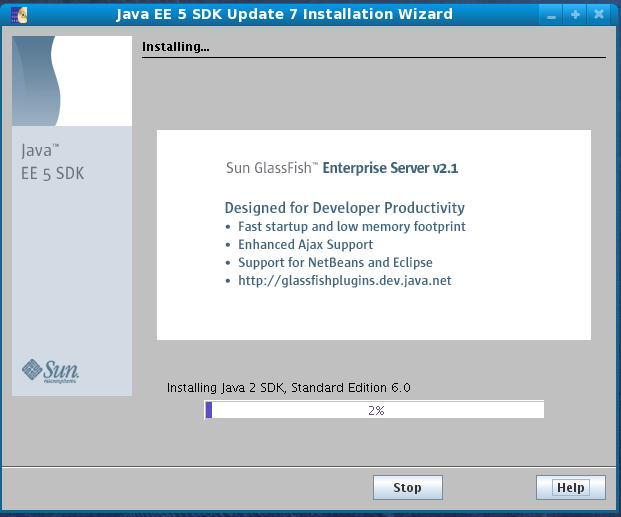 Java EE 5 SDK Update 7 Installation Wizard
Installing...
Java™
EE 5 SDK
Sun GlassFish™ Enterprise Server v2.1
Designed for Developer Productivity
• Fast startup and low memory footprint
• Enhanced Ajax Support
• Support for NetBeans and Eclipse
• http://glassfishplugins.dev.java.net
Sun
microsystems
Installing Java 2 SDK, Standard Edition 6.0
2%
Stop
Help